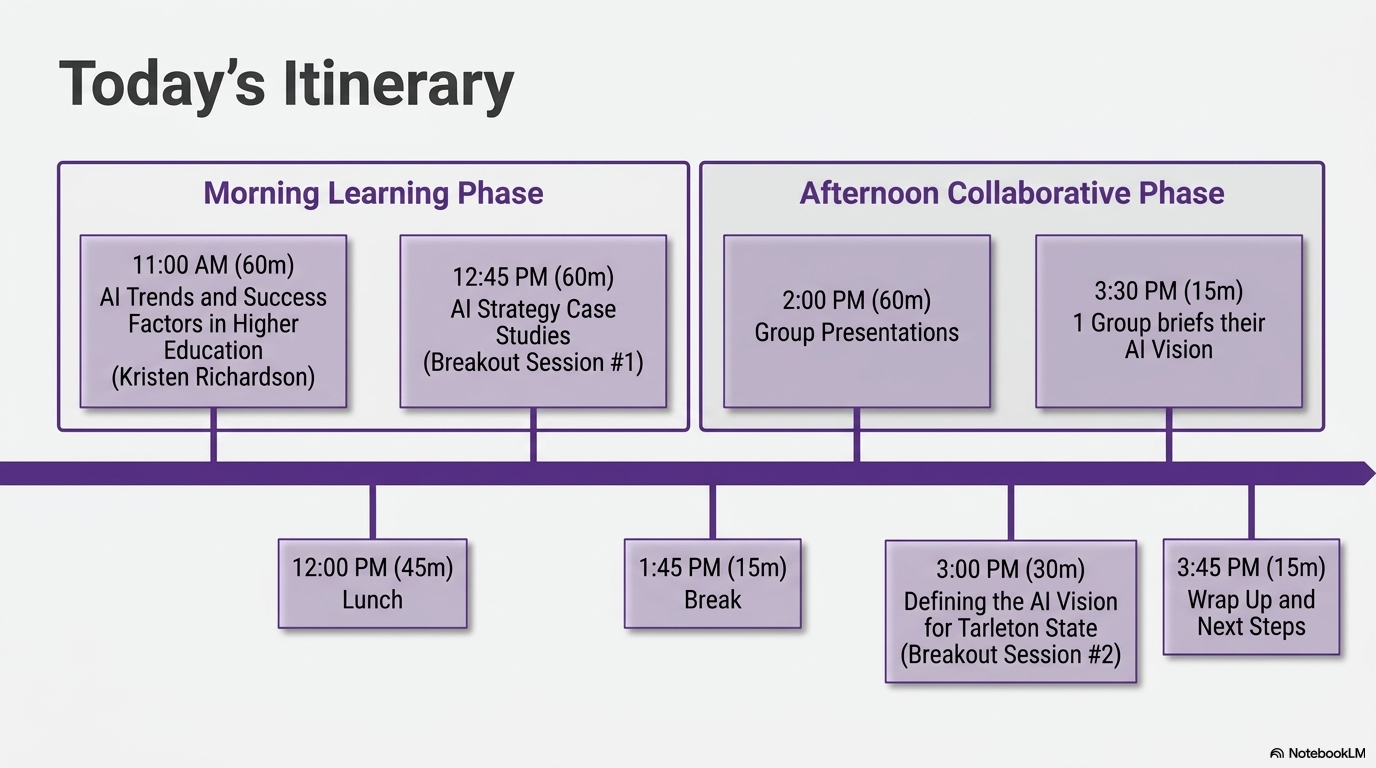 Today’s Itinerary
Morning Learning Phase
11:00 AM (60m)
AI Trends and Success
Factors in Higher
Education
(Kristen Richardson)
12:45 PM (60m)
AI Strategy Case
Studies
(Breakout Session #1)
Afternoon Collaborative Phase
2:00 PM (60m)
Group Presentations
3:30 PM (15m)
1 Group briefs their
AI Vision
12:00 PM (45m)
Lunch
1:45 PM (15m)
Break
3:00 PM (30m)
Defining the AI Vision
for Tarleton State
(Breakout Session #2)
3:45 PM (15m)
Wrap Up and
Next Steps
NotebookLM